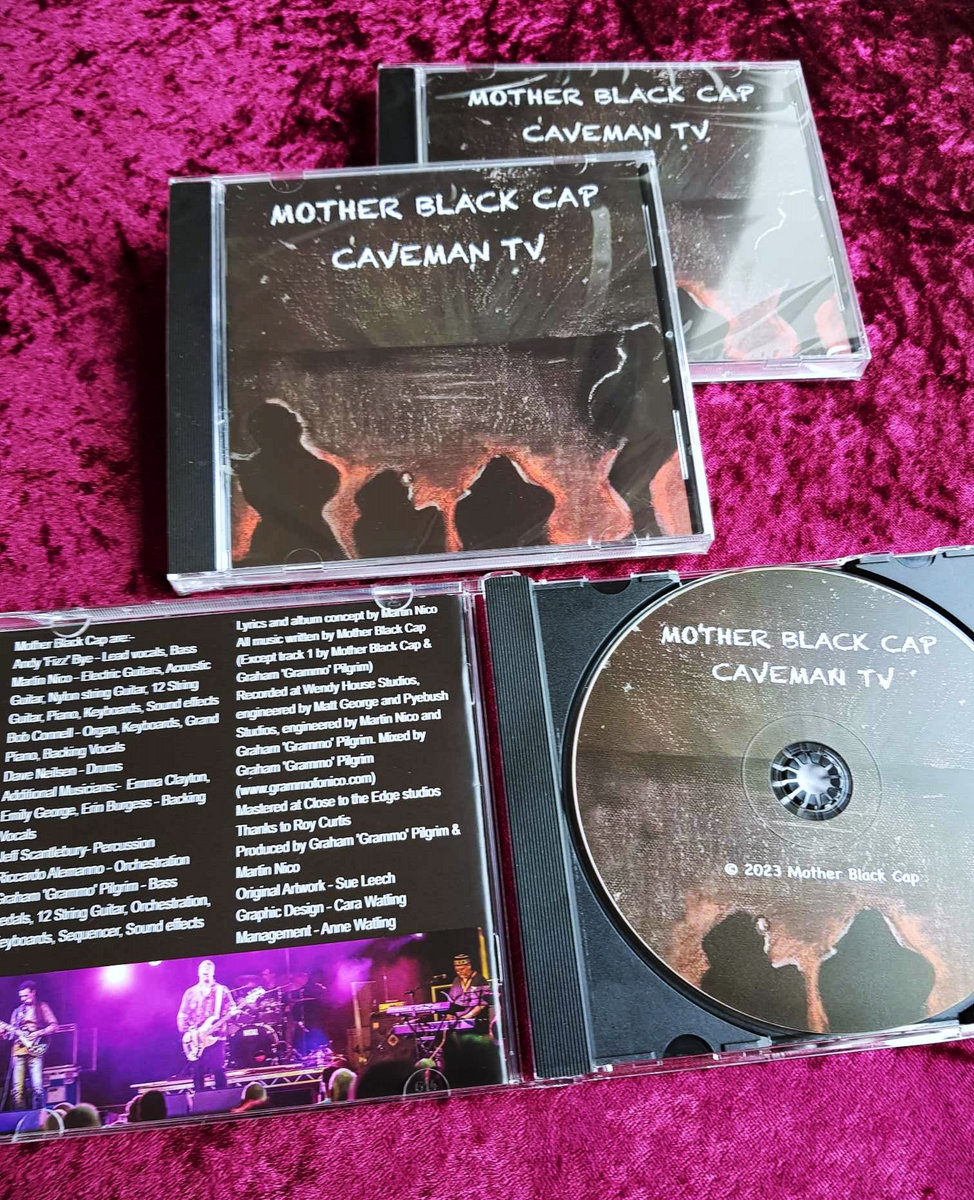 MOTHER BLACK CAP
CAVEMAN TV
MOTHER BLACK CAP
CAVEMAN TV
Mother Black Cap are:-
Andy 'Fizz' Bye - Lead vocals, Bass
Martin Nico - Electric Guitars, Acoustic
Guitar, Nylon string Guitar, 12 String
Guitar, Piano, Keyboards, Sound effects
Bob Connell - Organ, Keyboards, Grand
Piano, Backing Vocals
Dave Neilsen - Drums
Additional Musicians:- Emma Clayton,
Emily George, Erin Burgess - Backing
Vocals
Jeff Scantlebury- Percussion
Riccardo Alemanno - Orchestration
Graham 'Grammo' Pilgrim - Bass
pedals, 12 String Guitar, Orchestration,
Keyboards, Sequencer, Sound effects
Lyrics and album concept by Martin Nico
All music written by Mother Black Cap
(Except track 1 by Mother Black Cap &
Graham 'Grammo' Pilgrim)
Recorded at Wendy House Studios,
engineered by Matt George and Pyebush
Studios, engineered by Martin Nico and
Graham 'Grammo' Pilgrim. Mixed by
Graham 'Grammo' Pilgrim
(www.grammofonico.com)
Mastered at Close to the Edge studios
Thanks to Roy Curtis
Produced by Graham 'Grammo' Pilgrim &
Martin Nico
Original Artwork - Sue Leech
Graphic Design - Cara Watling
Management - Anne Watling
MOTHER BLACK CAP
CAVEMAN TV
© 2023 Mother Black Cap